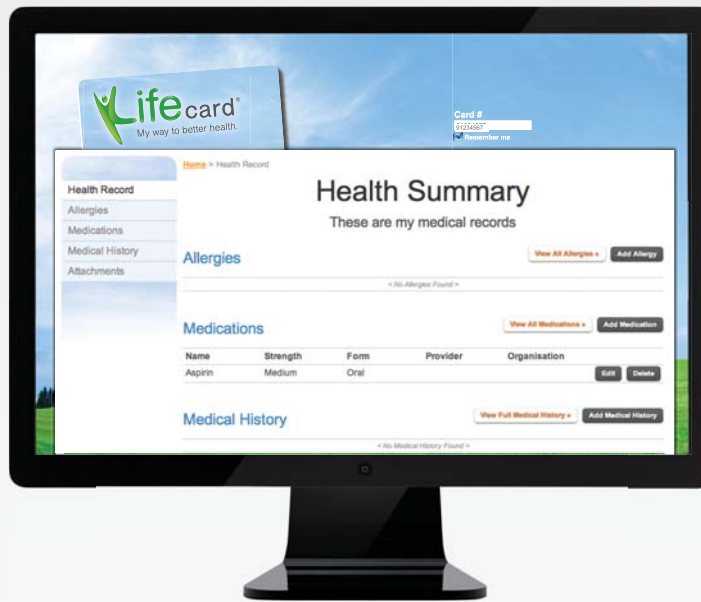 Life card®
My way to better health.
Card #
91234567
Remember me
Home > Health Record
Health Record
Allergies
Medications
Medical History
Attachments
Health Summary
These are my medical records
Allergies
View All Allergies »
Add Allergy
< No Allergies Found >
Medications
View All Medications »
Add Medication
Name Strength Form Provider Organisation
Aspirin Medium Oral
Edit Delete
Medical History
View Full Medical History »
Add Medical History
< No Medical History Found >